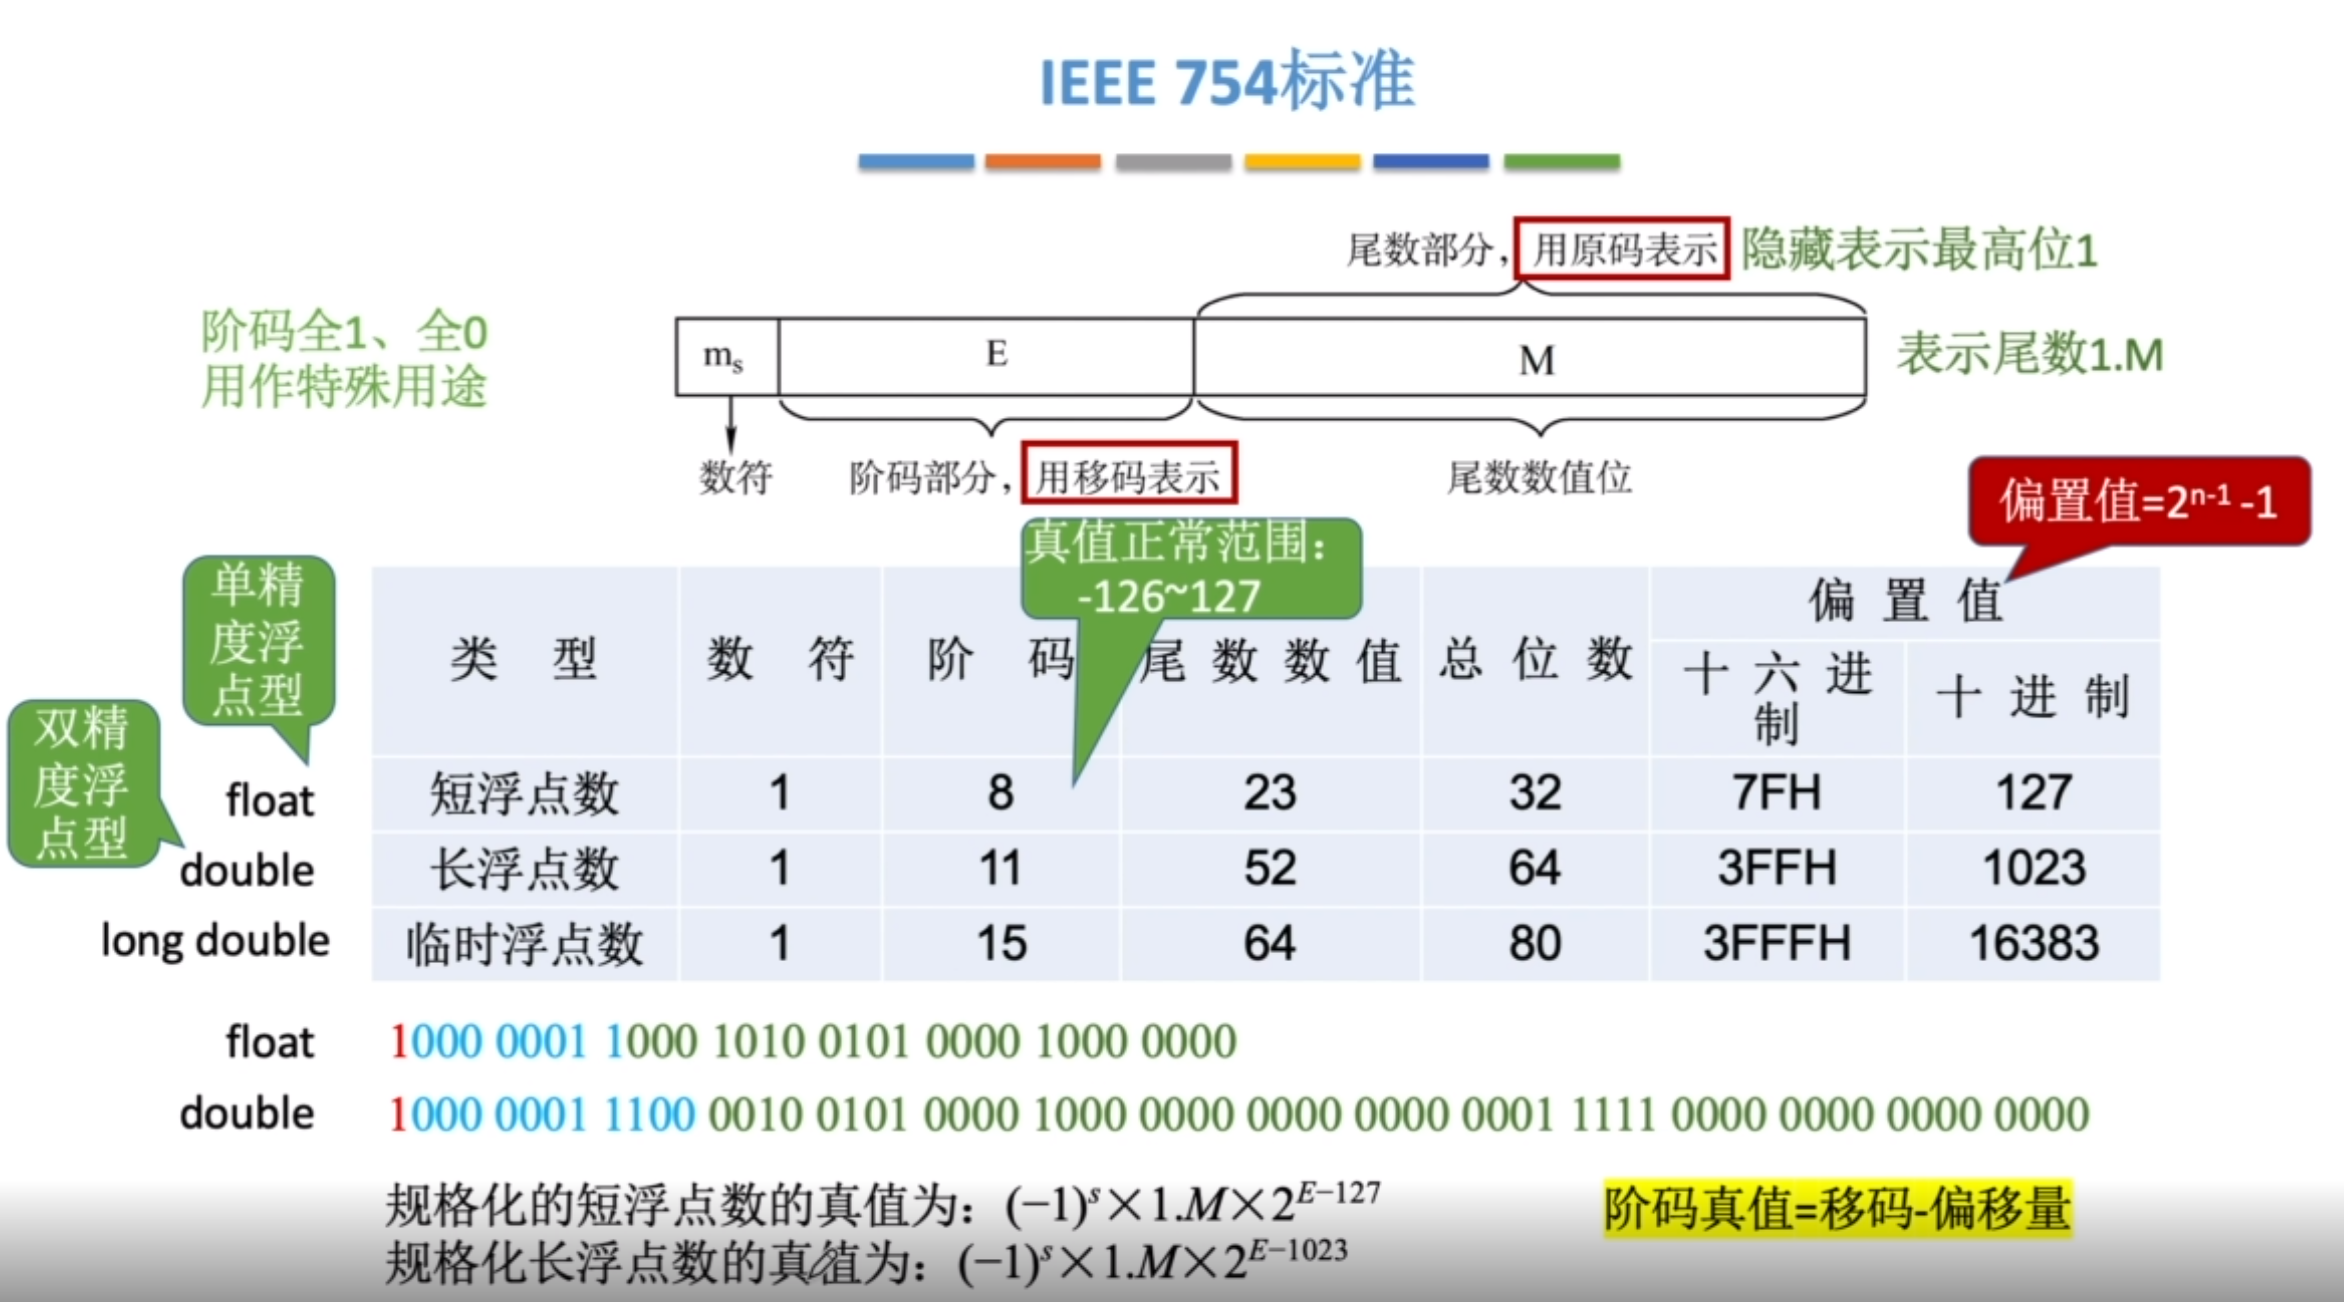 IEEE 754标准
尾数部分，用原码表示 隐藏表示最高位1
阶码全1、全0
用作特殊用途
mₛ E M
表示尾数1.M
数符 阶码部分，用移码表示 尾数数值位
偏置值=2ⁿ⁻¹ -1
真值正常范围：
-126~127
单精
度浮
点型
双精
度浮
点型
类 型 数 符 阶 码 尾数数值 总位数 偏置值
十六进
制
十进制
float 短浮点数 1 8 23 32 7FH 127
double 长浮点数 1 11 52 64 3FFH 1023
long double 临时浮点数 1 15 64 80 3FFFH 16383
float 1000 0001 1000 1010 0101 0000 1000 0000
double 1000 0001 1100 0010 0101 0000 1000 0000 0000 0000 0001 1111 0000 0000 0000 0000
规格化的短浮点数的真值为：(−1)ˢ×1.M×2^{E−127}
阶码真值=移码-偏移量
规格化长浮点数的真值为：(−1)ˢ×1.M×2^{E−1023}